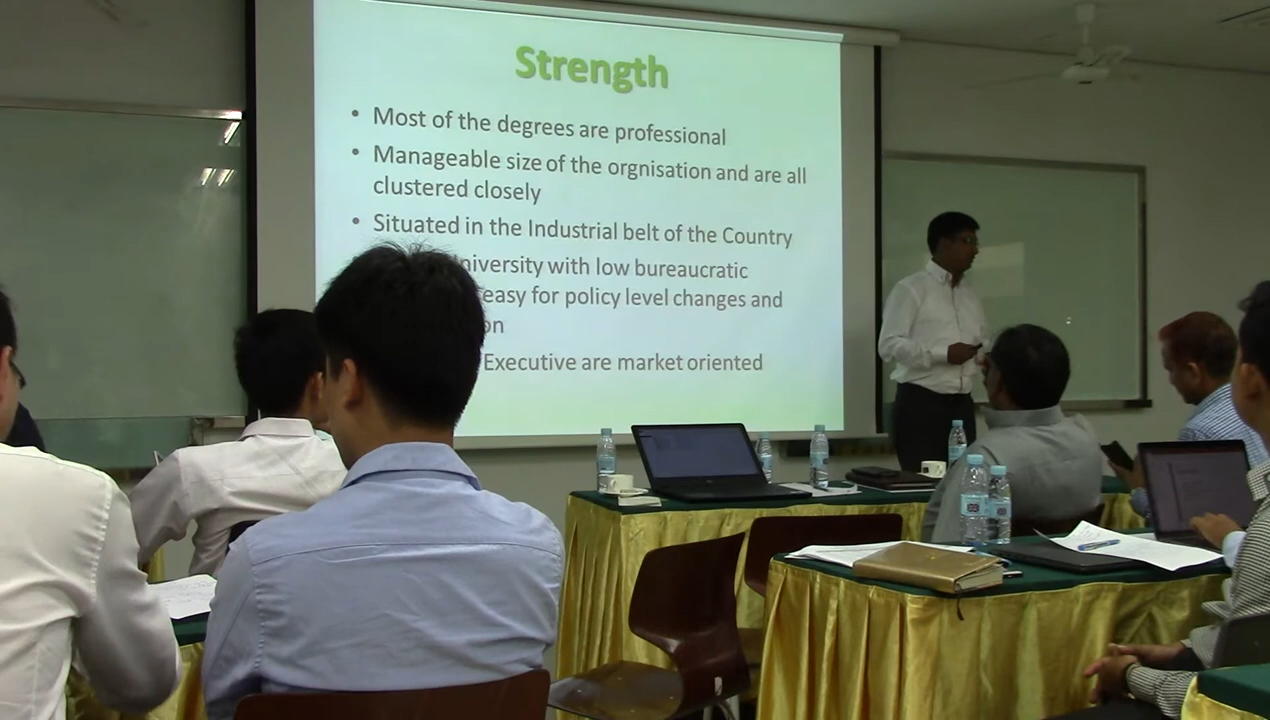 Strength
• Most of the degrees are professional
• Manageable size of the orgnisation and are all
clustered closely
• Situated in the Industrial belt of the Country
with low bureaucratic
easy for policy level changes and
Executive are market oriented